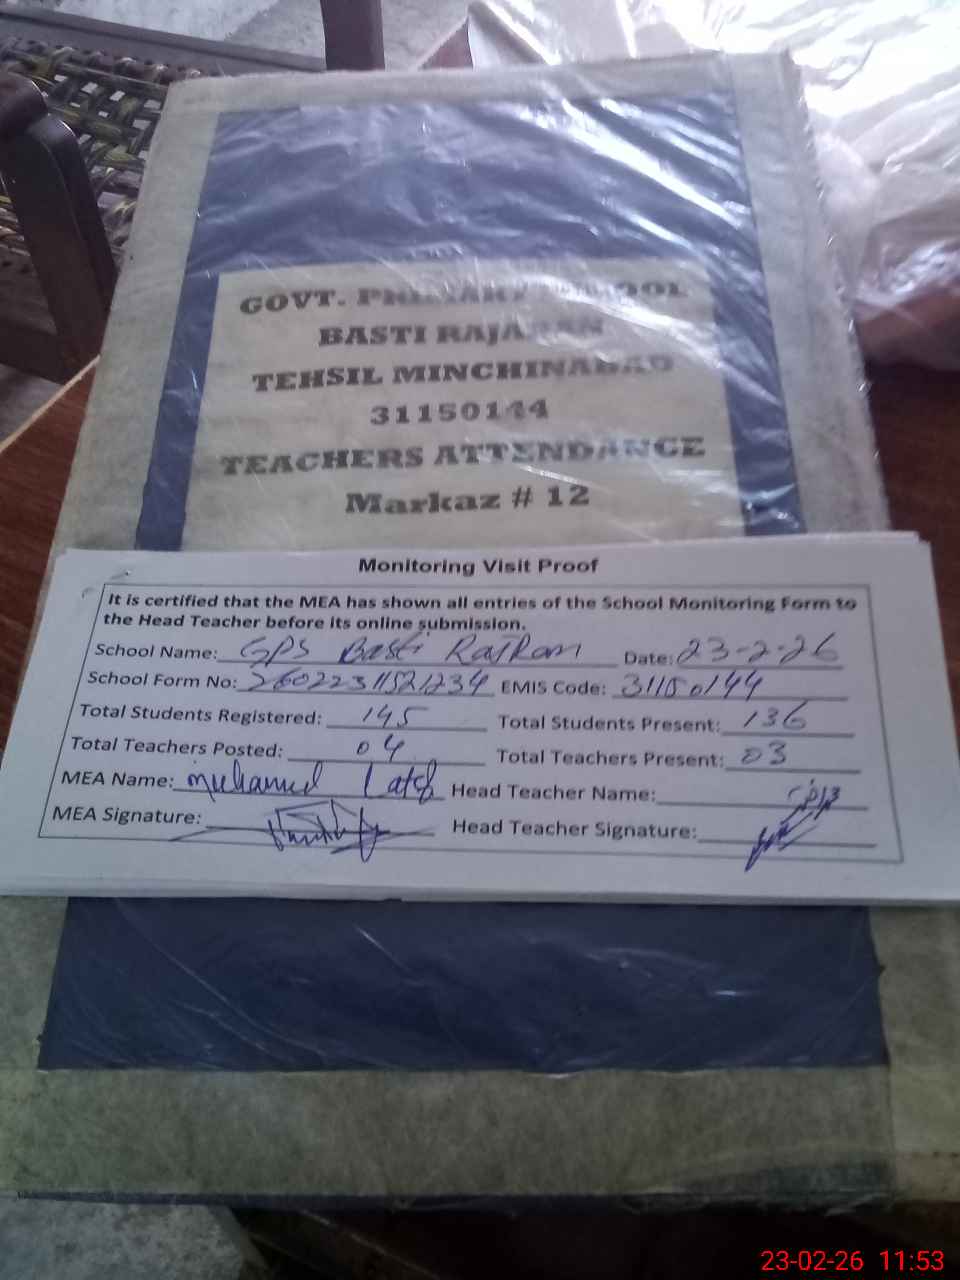 GOVT. PRIMARY SCHOOL
BASTI RAJARAN
TEHSIL MINCHINABAD
31150144
TEACHERS ATTENDANCE
Markaz # 12
Monitoring Visit Proof
It is certified that the MEA has shown all entries of the School Monitoring Form to
the Head Teacher before its online submission.
School Name: GPS Basti RajRam Date: 23-2-26
School Form No: EMIS Code: 31150144
Total Students Registered: 145 Total Students Present: 136
Total Teachers Posted: 04 Total Teachers Present: 03
MEA Name: Head Teacher Name:
MEA Signature: Head Teacher Signature:
23-02-26 11:53